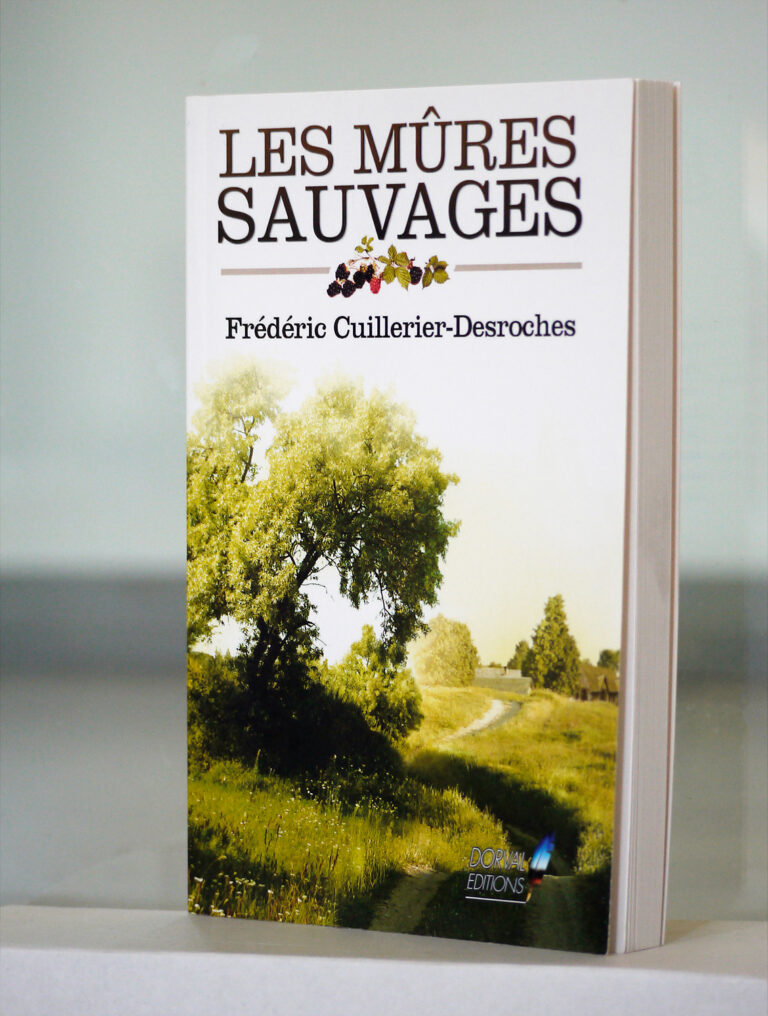 LES MÛRES
SAUVAGES
Frédéric Cuillerier-Desroches
DORVAL
EDITIONS